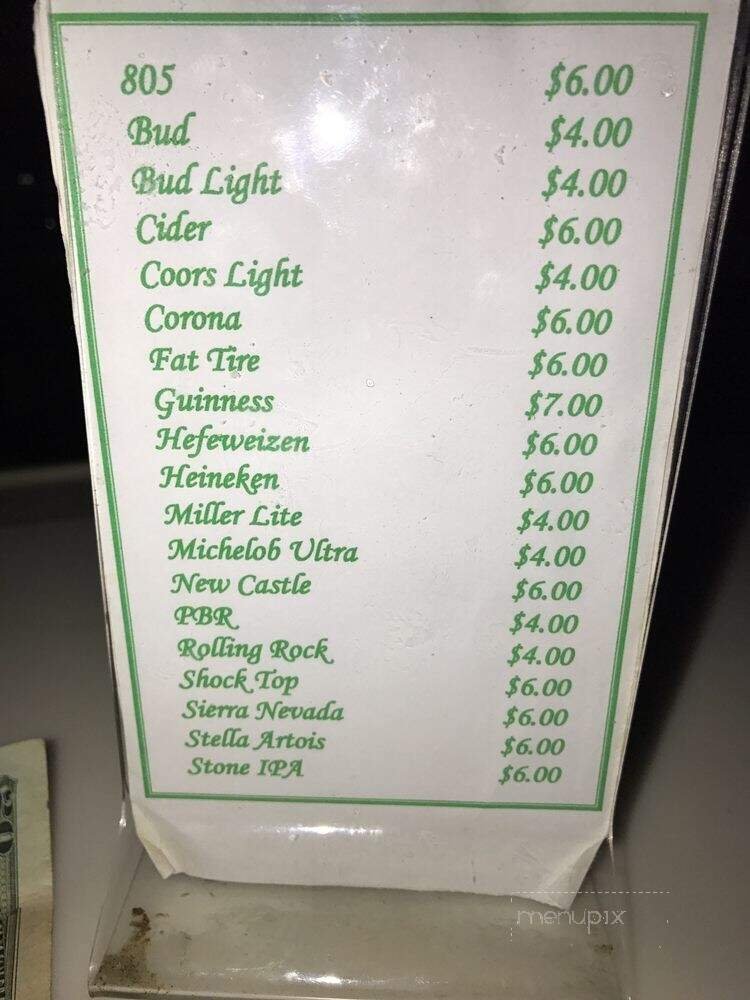 805 $6.00
Bud $4.00
Bud Light $4.00
Cider $6.00
Coors Light $4.00
Corona $6.00
Fat Tire $6.00
Guinness $7.00
Hefeweizen $6.00
Heineken $6.00
Miller Lite $4.00
Michelob Ultra $4.00
New Castle $6.00
PBR $4.00
Rolling Rock $4.00
Shock Top $6.00
Sierra Nevada $6.00
Stella Artois $6.00
Stone IPA $6.00
menupix